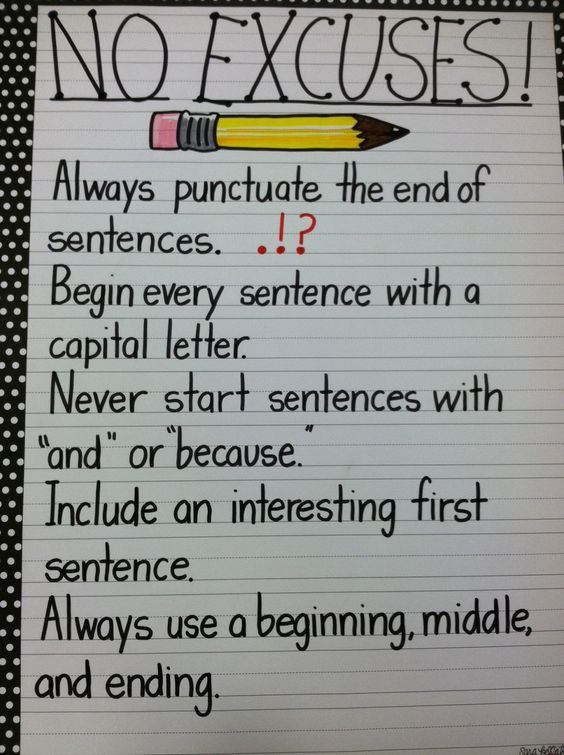 NO EXCUSES!
Always punctuate the end of
sentences. .!?
Begin every sentence with a
capital letter.
Never start sentences with
"and" or "because."
Include an interesting first
sentence.
Always use a beginning, middle,
and ending.